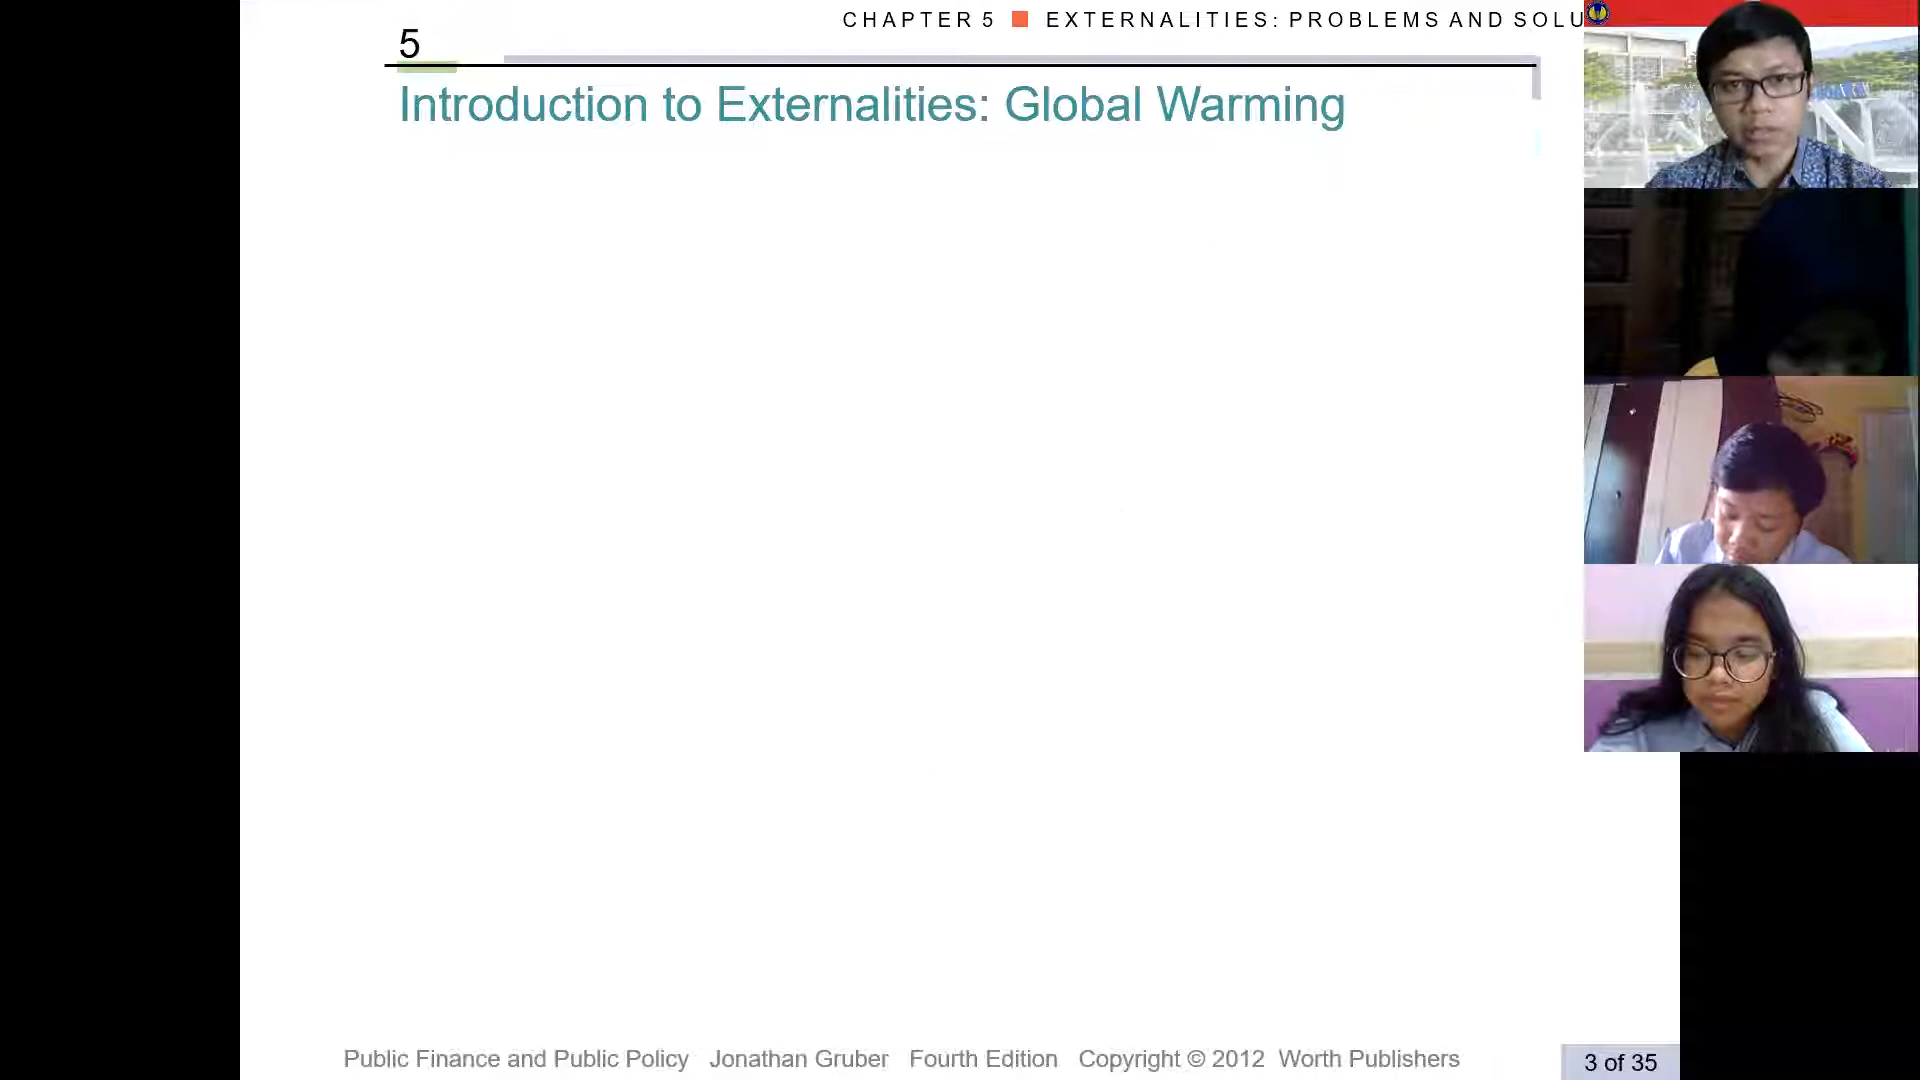 CHAPTER 5 ■ EXTERNALITIES: PROBLEMS AND SOLU
5
Introduction to Externalities: Global Warming
Public Finance and Public Policy Jonathan Gruber Fourth Edition Copyright © 2012 Worth Publishers
3 of 35